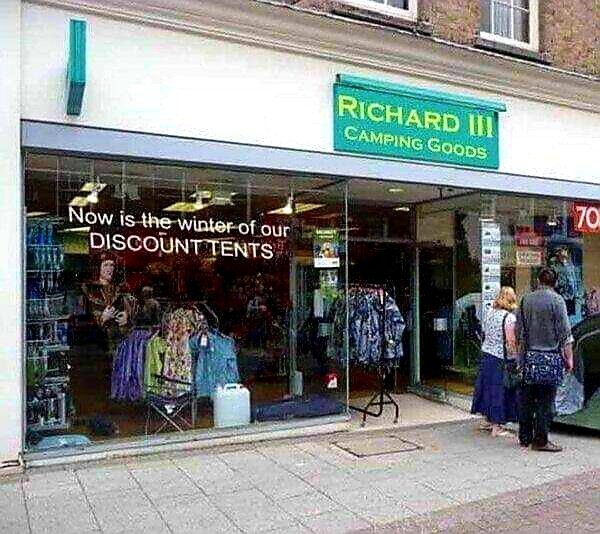 RICHARD III
CAMPING GOODS
Now is the winter of our
DISCOUNT TENTS
70